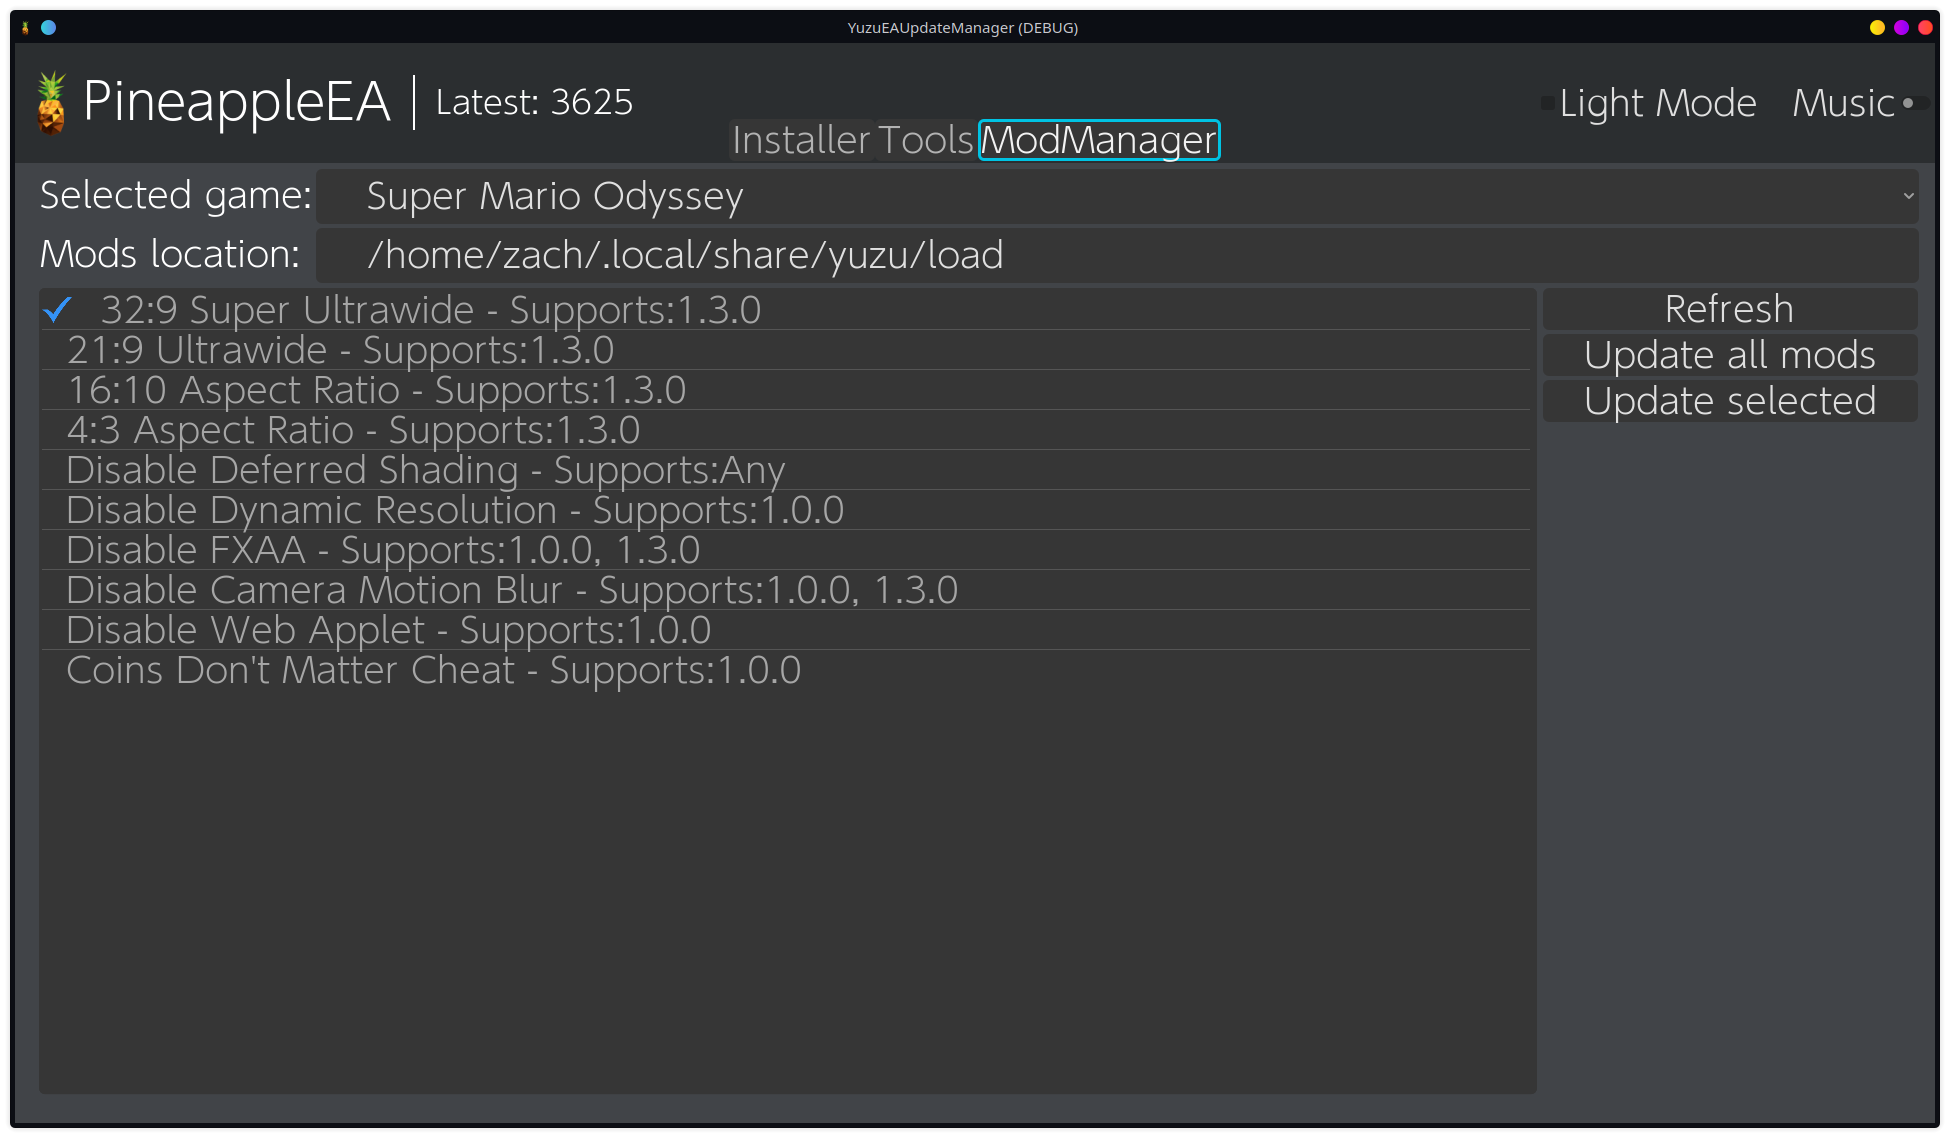 YuzuEAUpdateManager (DEBUG)
PineappleEA
Latest: 3625
Light Mode
Music
Installer
Tools
ModManager
Selected game: Super Mario Odyssey
Mods location: /home/zach/.local/share/yuzu/load
32:9 Super Ultrawide - Supports:1.3.0
21:9 Ultrawide - Supports:1.3.0
16:10 Aspect Ratio - Supports:1.3.0
4:3 Aspect Ratio - Supports:1.3.0
Disable Deferred Shading - Supports:Any
Disable Dynamic Resolution - Supports:1.0.0
Disable FXAA - Supports:1.0.0, 1.3.0
Disable Camera Motion Blur - Supports:1.0.0, 1.3.0
Disable Web Applet - Supports:1.0.0
Coins Don't Matter Cheat - Supports:1.0.0
Refresh
Update all mods
Update selected